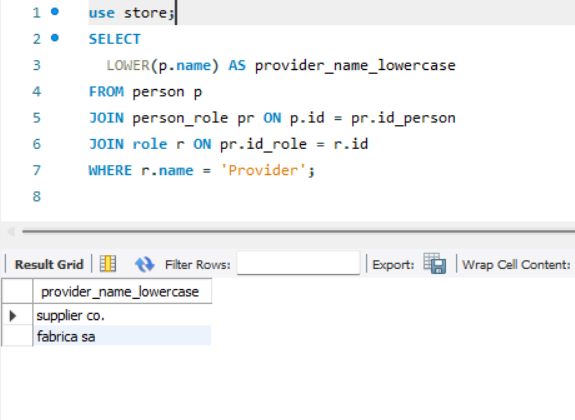 1 use store;
2 SELECT
3 LOWER(p.name) AS provider_name_lowercase
4 FROM person p
5 JOIN person_role pr ON p.id = pr.id_person
6 JOIN role r ON pr.id_role = r.id
7 WHERE r.name = 'Provider';
8
Result Grid Filter Rows: Export: Wrap Cell Content:
provider_name_lowercase
supplier co.
fabrica sa